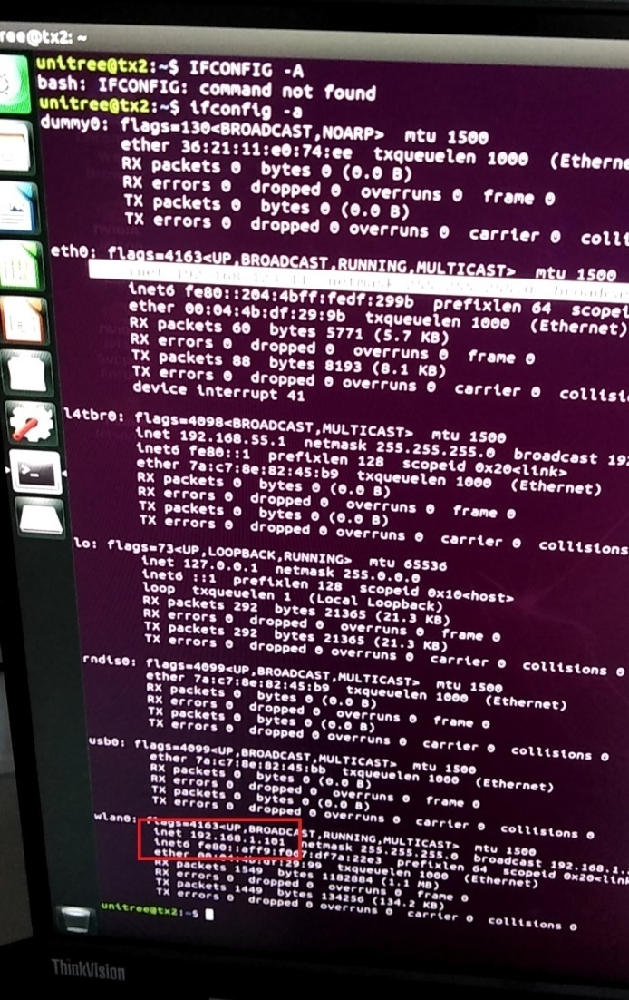 ree@tx2: ~
unitree@tx2:~$ IFCONFIG -A
bash: IFCONFIG: command not found
unitree@tx2:~$ ifconfig -a
dummy0: flags=130<BROADCAST,NOARP> mtu 1500
ether 36:21:11:e0:74:ee txqueuelen 1000 (Etherne
RX packets 0 bytes 0 (0.0 B)
RX errors 0 dropped 0 overruns 0 frame 0
TX packets 0 bytes 0 (0.0 B)
TX errors 0 dropped 0 overruns 0 carrier 0 colli
eth0: flags=4163<UP,BROADCAST,RUNNING,MULTICAST> mtu 1500
inet netmask 255.255.255.0 broadca
inet6 fe80::204:4bff:fedf:299b prefixlen 64 scopei
ether 00:04:4b:df:29:9b txqueuelen 1000 (Ethernet)
RX packets 60 bytes 5771 (5.7 KB)
RX errors 0 dropped 0 overruns 0 frame 0
TX packets 88 bytes 8193 (8.1 KB)
TX errors 0 dropped 0 overruns 0 carrier 0 collisi
device interrupt 41
l4tbr0: flags=4098<BROADCAST,MULTICAST> mtu 1500
inet 192.168.55.1 netmask 255.255.255.0 broadcast 19
inet6 fe80::1 prefixlen 128 scopeid 0x20<link>
ether 7a:c7:8e:82:45:b9 txqueuelen 1000 (Ethernet)
RX packets 0 bytes 0 (0.0 B)
RX errors 0 dropped 0 overruns 0 frame 0
TX packets 0 bytes 0 (0.0 B)
TX errors 0 dropped 0 overruns 0 carrier 0 collisions
lo: flags=73<UP,LOOPBACK,RUNNING> mtu 65536
inet 127.0.0.1 netmask 255.0.0.0
inet6 ::1 prefixlen 128 scopeid 0x10<host>
loop txqueuelen 1 (Local Loopback)
RX packets 292 bytes 21365 (21.3 KB)
RX errors 0 dropped 0 overruns 0 frame 0
TX packets 292 bytes 21365 (21.3 KB)
TX errors 0 dropped 0 overruns 0 carrier 0 collisions 0
rndis0: flags=4099<UP,BROADCAST,MULTICAST> mtu 1500
ether 7a:c7:8e:82:45:b9 txqueuelen 1000 (Ethernet)
RX packets 0 bytes 0 (0.0 B)
RX errors 0 dropped 0 overruns 0 frame 0
TX packets 0 bytes 0 (0.0 B)
TX errors 0 dropped 0 overruns 0 carrier 0 collisions 0
usb0: flags=4099<UP,BROADCAST,MULTICAST> mtu 1500
ether 7a:c7:8e:82:45:bb txqueuelen 1000 (Ethernet)
RX packets 0 bytes 0 (0.0 B)
RX errors 0 dropped 0 overruns 0 frame 0
TX packets 0 bytes 0 (0.0 B)
TX errors 0 dropped 0 overruns 0 carrier 0 collisions 0
wlan0: flags=4163<UP,BROADCAST,RUNNING,MULTICAST> mtu 1500
inet 192.168.1.101 netmask 255.255.255.0 broadcast 192.168.1.
inet6 prefixlen 64 scopeid 0x20<link
ether 00:04:4b:df:29:99 txqueuelen 1000 (Ethernet)
RX packets 1549 bytes 1182884 (1.1 MB)
RX errors 0 dropped 0 overruns 0 frame 0
TX packets 1449 bytes 134256 (134.2 KB)
TX errors 0 dropped 0 overruns 0 carrier 0 collisions 0
unitree@tx2:~$
ThinkVision